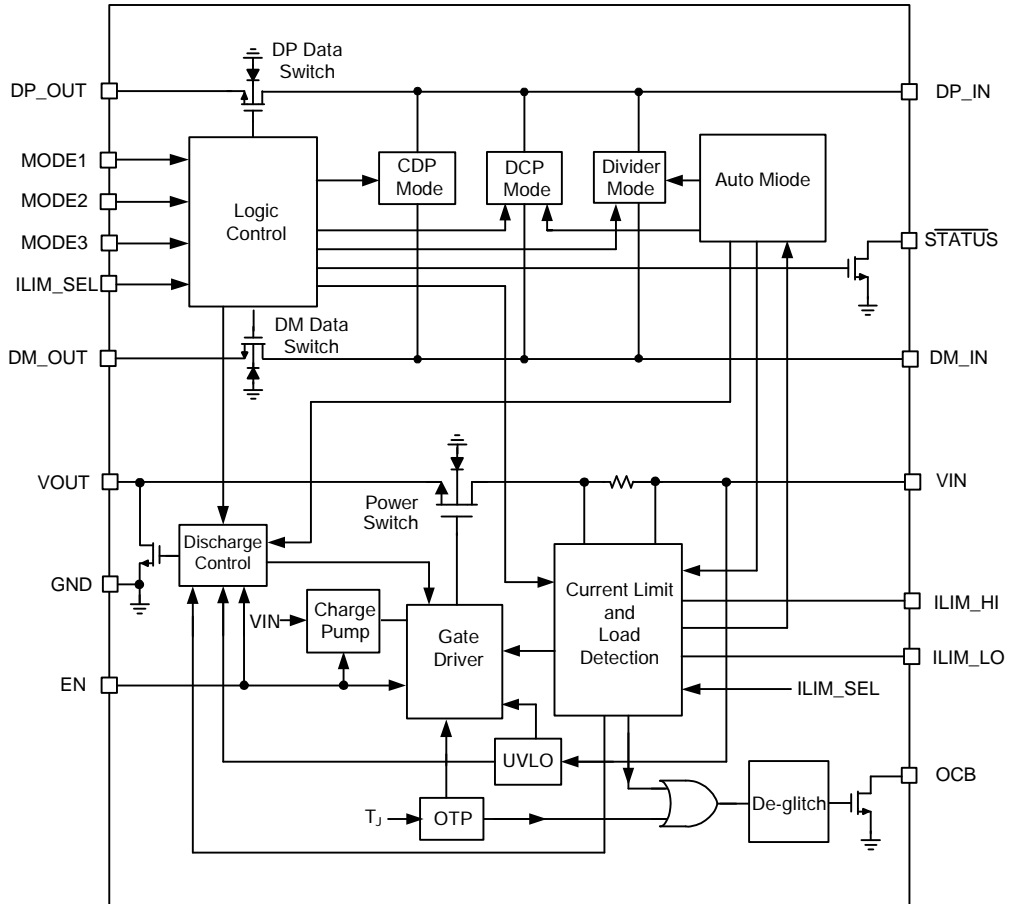 DP Data
Switch
DP_OUT
DP_IN
MODE1
MODE2
MODE3
ILIM_SEL
Logic
Control
CDP
Mode
DCP
Mode
Divider
Mode
Auto Miode
STATUS
DM Data
Switch
DM_OUT
DM_IN
VOUT
Power
Switch
VIN
Discharge
Control
GND
VIN
Charge
Pump
Gate
Driver
Current Limit
and
Load
Detection
ILIM_HI
ILIM_LO
EN
ILIM_SEL
UVLO
OCB
TJ
OTP
De-glitch